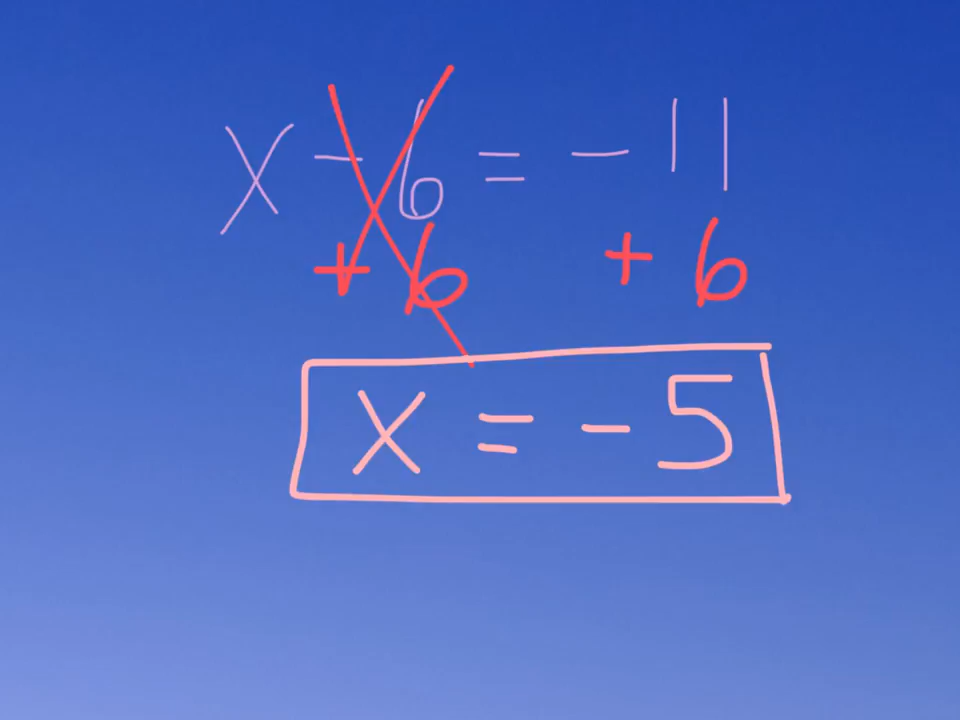 x - 6 = - 11
+ 6 + 6
x = - 5